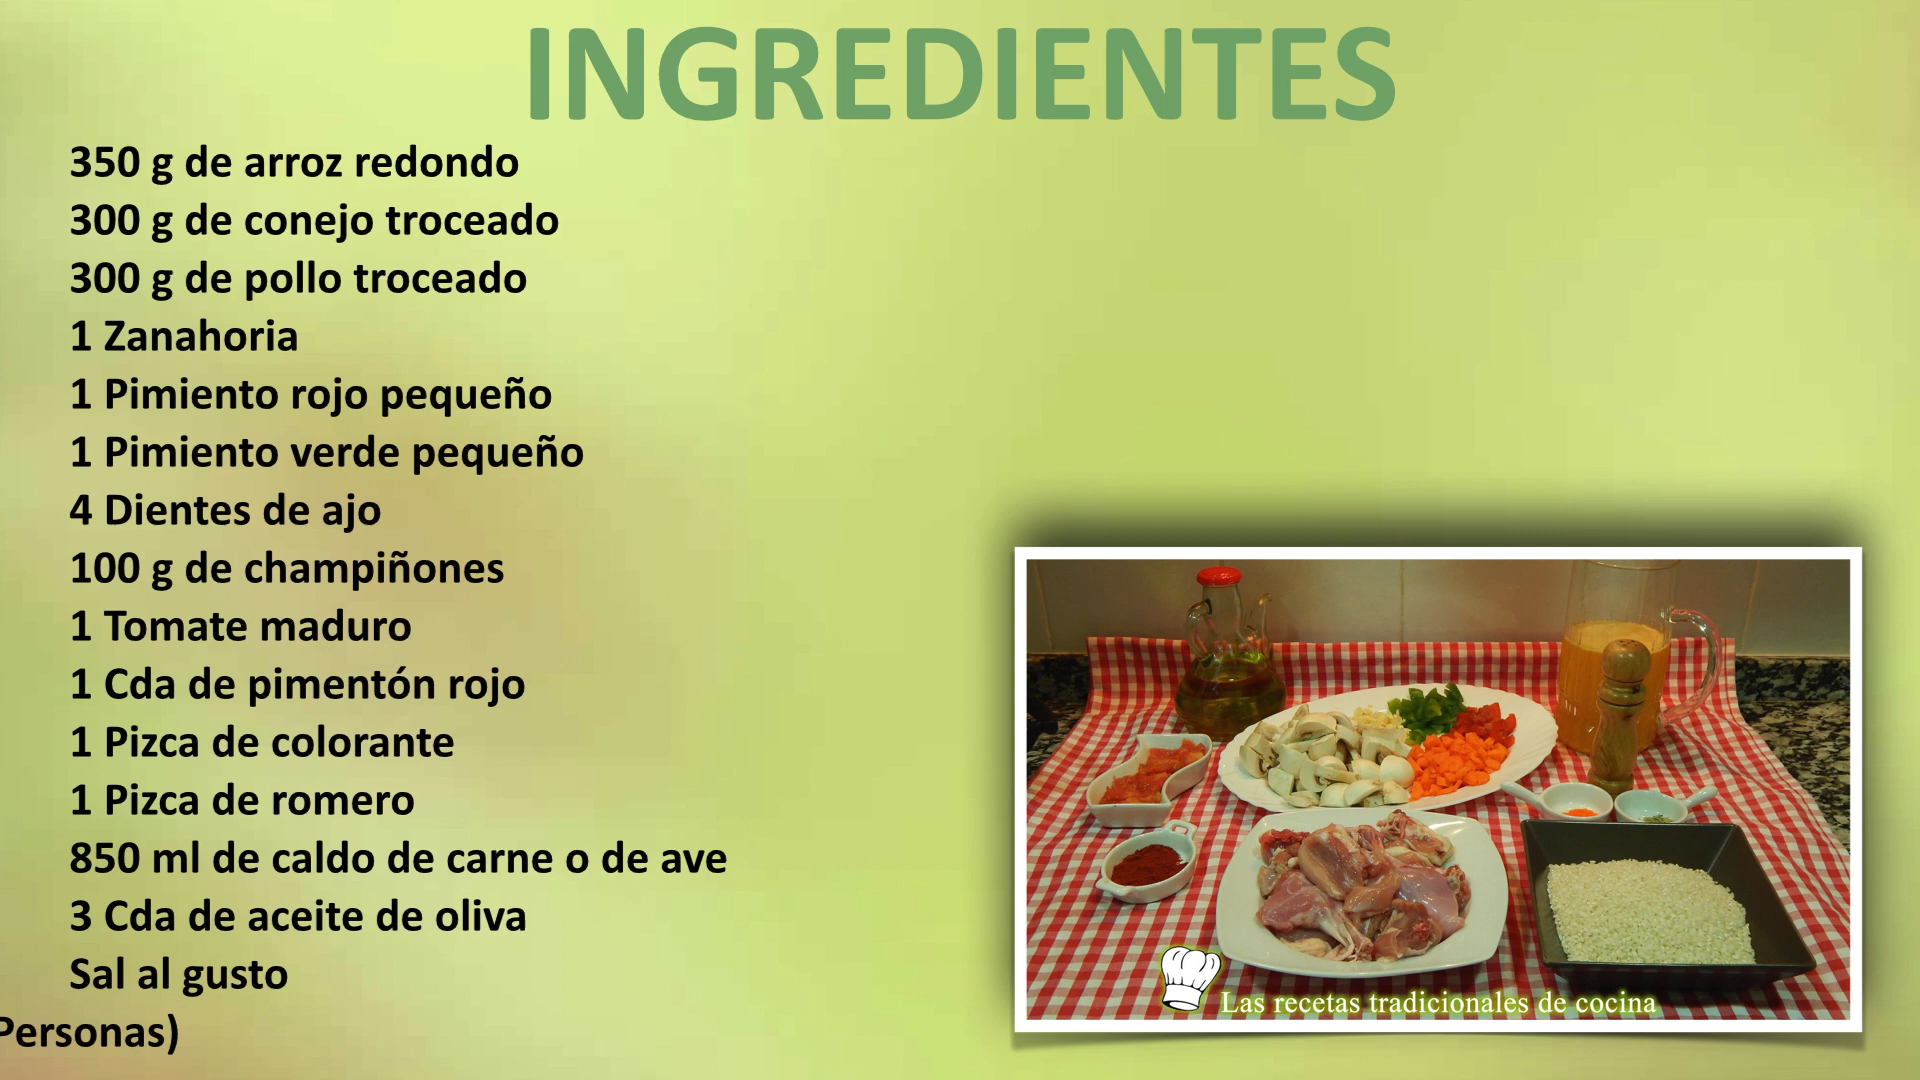 INGREDIENTES
350 g de arroz redondo
300 g de conejo troceado
300 g de pollo troceado
1 Zanahoria
1 Pimiento rojo pequeño
1 Pimiento verde pequeño
4 Dientes de ajo
100 g de champiñones
1 Tomate maduro
1 Cda de pimentón rojo
1 Pizca de colorante
1 Pizca de romero
850 ml de caldo de carne o de ave
3 Cda de aceite de oliva
Sal al gusto
Personas)
Las recetas tradicionales de cocina